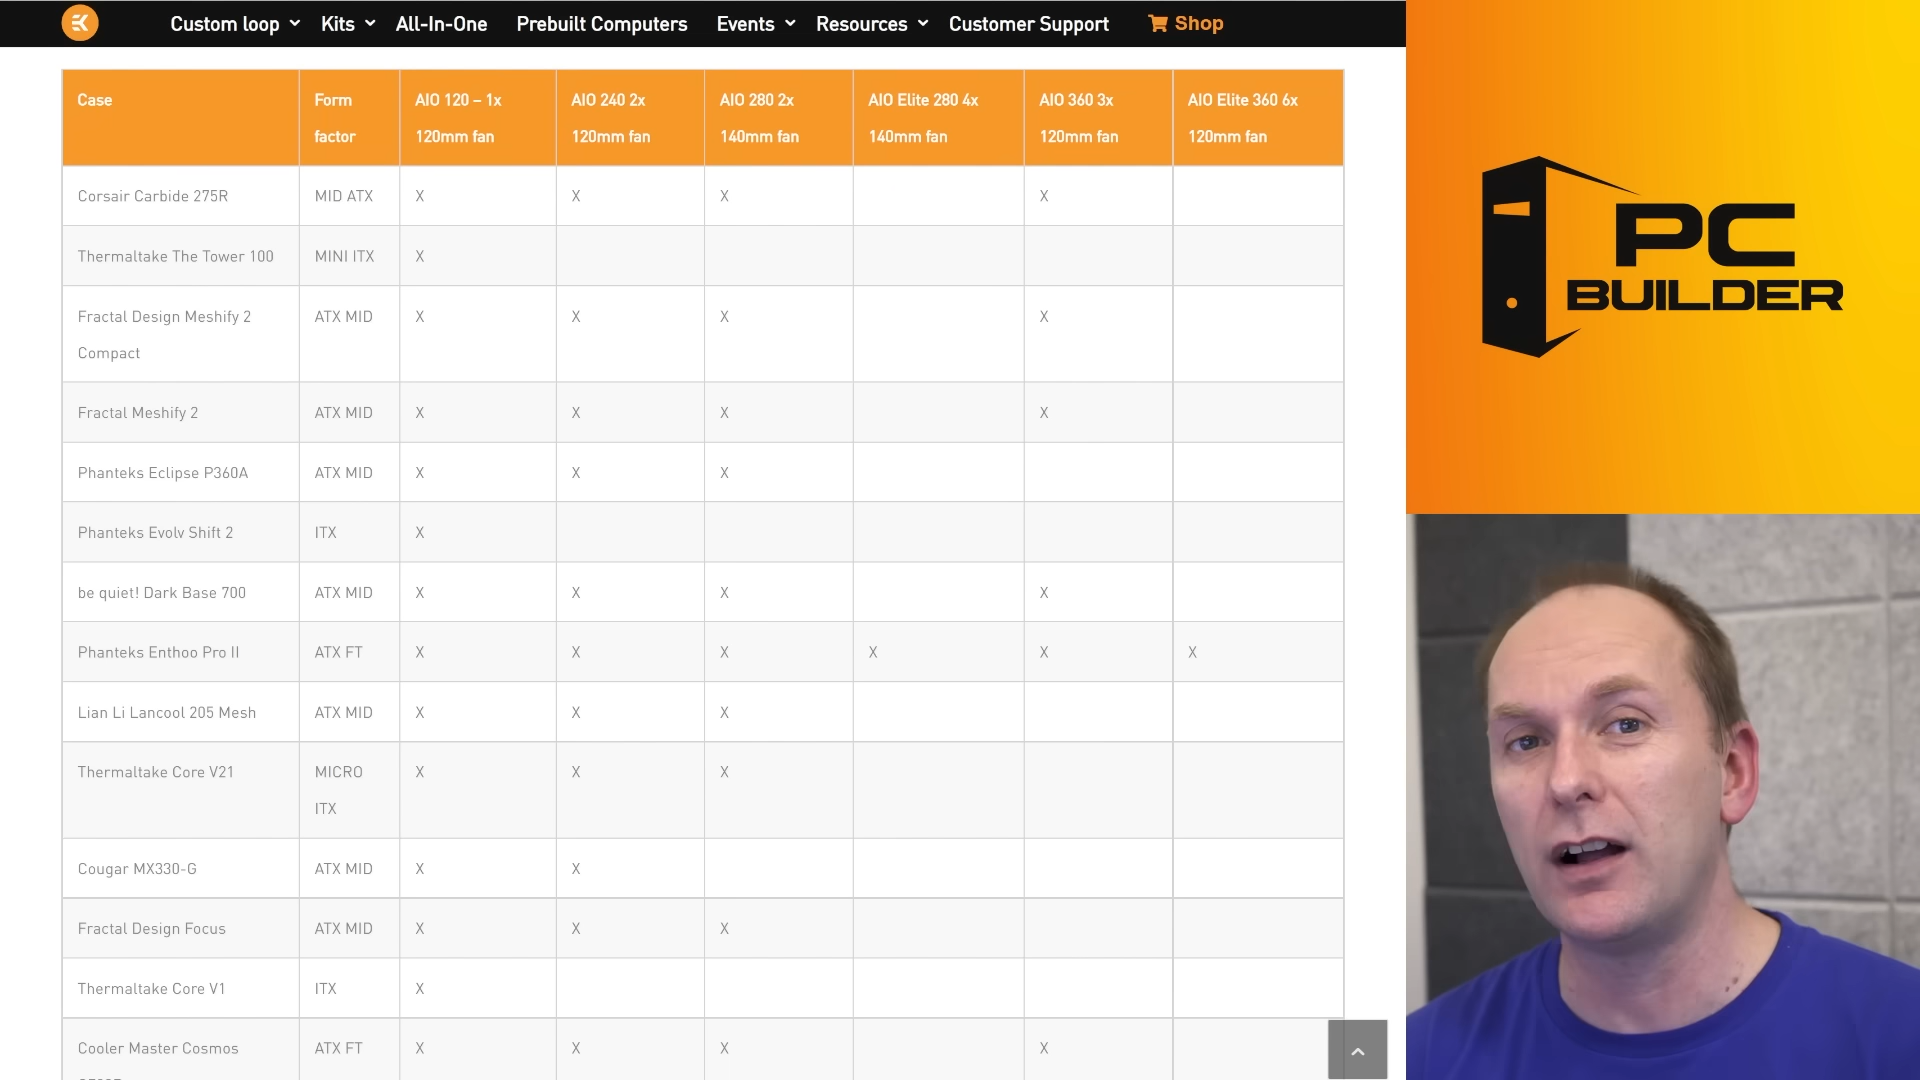 Custom loop Kits All-In-One Prebuilt Computers Events Resources Customer Support Shop
Case Form factor AIO 120 – 1x 120mm fan AIO 240 2x 120mm fan AIO 280 2x 140mm fan AIO Elite 280 4x 140mm fan AIO 360 3x 120mm fan AIO Elite 360 6x 120mm fan
Corsair Carbide 275R MID ATX X X X X
Thermaltake The Tower 100 MINI ITX X
Fractal Design Meshify 2 Compact ATX MID X X X X
Fractal Meshify 2 ATX MID X X X X
Phanteks Eclipse P360A ATX MID X X X
Phanteks Evolv Shift 2 ITX X
be quiet! Dark Base 700 ATX MID X X X X
Phanteks Enthoo Pro II ATX FT X X X X X X
Lian Li Lancool 205 Mesh ATX MID X X X
Thermaltake Core V21 MICRO ITX X X X
Cougar MX330-G ATX MID X X
Fractal Design Focus ATX MID X X X
Thermaltake Core V1 ITX X
Cooler Master Cosmos ATX FT X X X X
PC
BUILDER